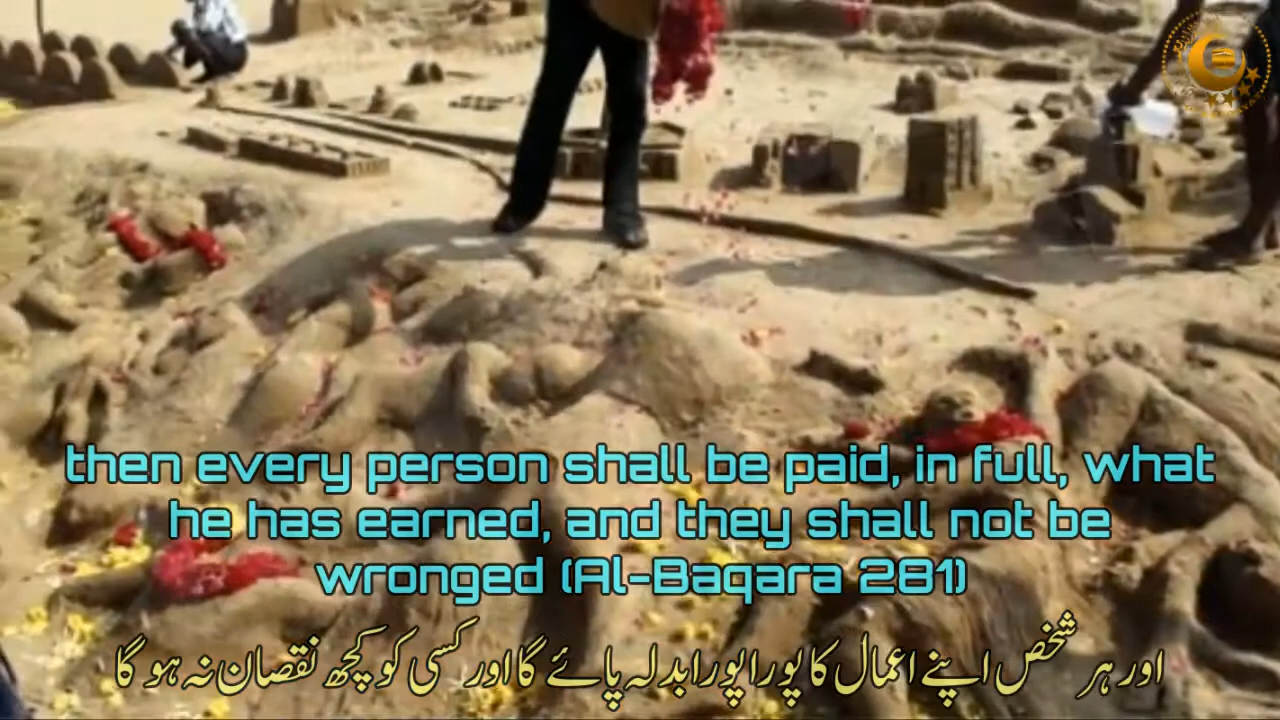 then every person shall be paid, in full, what
he has earned, and they shall not be
wronged (Al-Baqara 281)
اور ہر شخص اپنے اعمال کا پورا پورا بدلہ پائے گا اور کسی کو کچھ نقصان نہ ہو گا